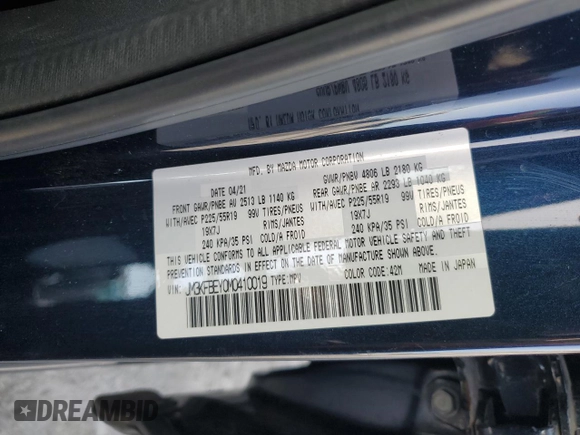 MFD. BY MAZDA MOTOR CORPORATION
DATE 04/21 GVWR/PNBV 4806 LB 2180 KG
FRONT GAWR/PNBE AV 2513 LB 1140 KG REAR GAWR/PNBE AR 2293 LB 1040 KG
WITH/AVEC P225/55R19 99V TIRES/PNEUS WITH/AVEC P225/55R19 99V TIRES/PNEUS
19X7J RIMS/JANTES 19X7J RIMS/JANTES
240 KPA/35 PSI COLD/A FROID 240 KPA/35 PSI COLD/A FROID
THIS VEHICLE CONFORMS TO ALL APPLICABLE FEDERAL MOTOR VEHICLE SAFETY AND THEFT
PREVENTION STANDARDS IN EFFECT ON THE DATE OF MANUFACTURE SHOWN ABOVE.
VIN: JM3KFBEY0M0410019 TYPE:MPV COLOR CODE:42M MADE IN JAPAN
DREAMBID